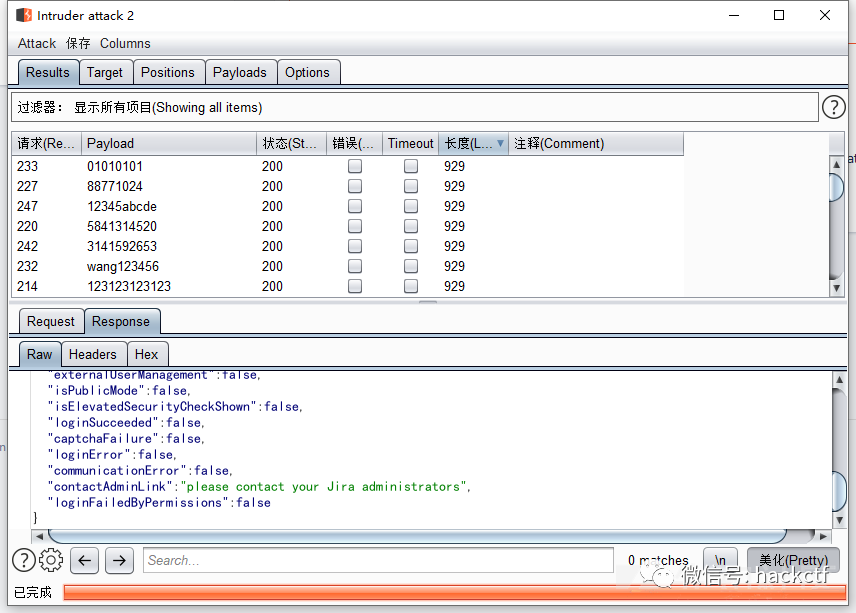 Intruder attack 2
Attack 保存 Columns
Results Target Positions Payloads Options
过滤器： 显示所有项目(Showing all items) ?
请求(Re... Payload 状态(St... 错误(... Timeout 长度(L... 注释(Comment)
233 01010101 200 929
227 88771024 200 929
247 12345abcde 200 929
220 5841314520 200 929
242 3141592653 200 929
232 wang123456 200 929
214 123123123123 200 929
Request Response
Raw Headers Hex
"externalUserManagement":false,
"isPublicMode":false,
"isElevatedSecurityCheckShown":false,
"loginSucceeded":false,
"captchaFailure":false,
"loginError":false,
"communicationError":false,
"contactAdminLink":"please contact your Jira administrators",
"loginFailedByPermissions":false
}
? Search... 0 matches \n 美化(Pretty)
微信号: hackctf
已完成